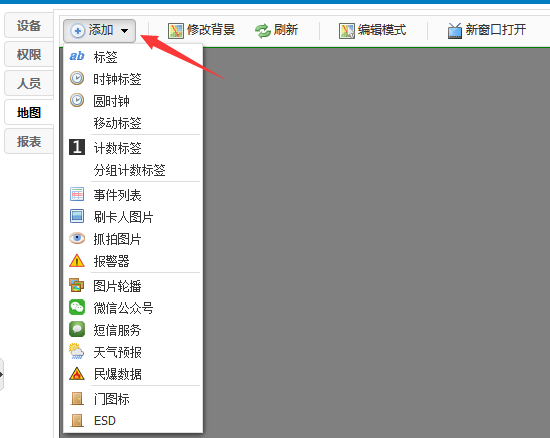 设备
权限
人员
地图
报表
添加 修改背景 刷新 编辑模式 新窗口打开
ab 标签
时钟标签
圆时钟
移动标签
1 计数标签
分组计数标签
事件列表
刷卡人图片
抓拍图片
报警器
图片轮播
微信公众号
短信服务
天气预报
民爆数据
门图标
ESD